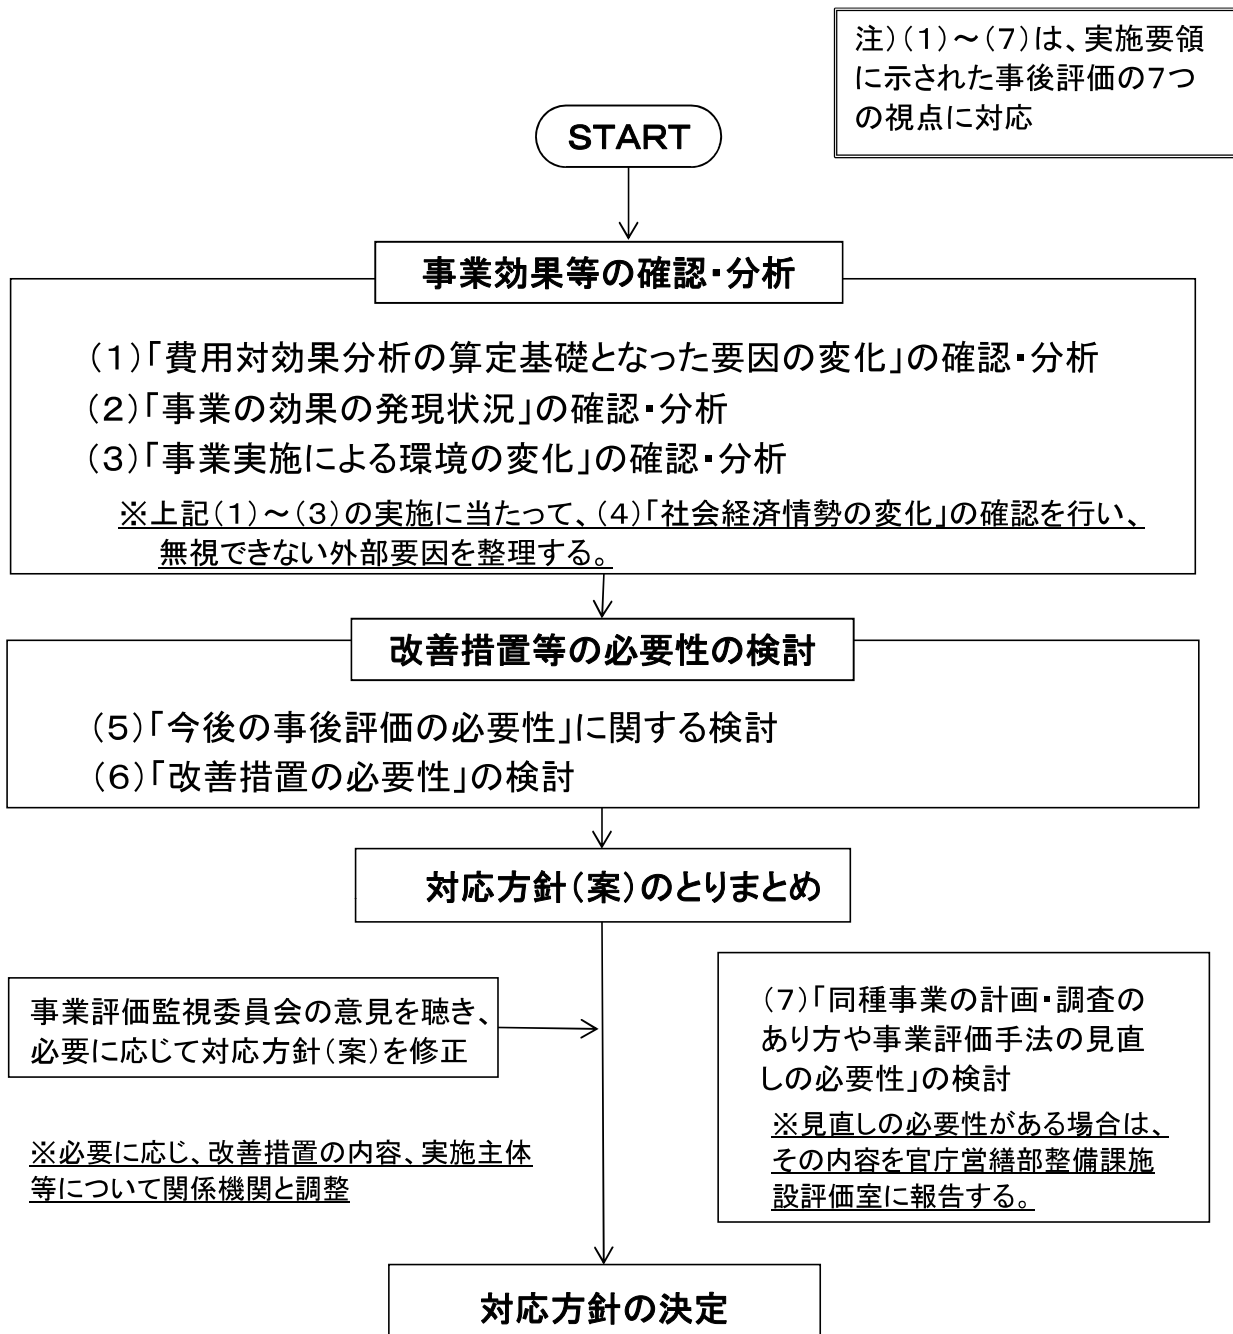 注)(1)～(7)は、実施要領
に示された事後評価の7つ
の視点に対応
START
事業効果等の確認・分析
(1)「費用対効果分析の算定基礎となった要因の変化」の確認・分析
(2)「事業の効果の発現状況」の確認・分析
(3)「事業実施による環境の変化」の確認・分析
※上記(1)～(3)の実施に当たって、(4)「社会経済情勢の変化」の確認を行い、
無視できない外部要因を整理する。
改善措置等の必要性の検討
(5)「今後の事後評価の必要性」に関する検討
(6)「改善措置の必要性」の検討
対応方針(案)のとりまとめ
事業評価監視委員会の意見を聴き、
必要に応じて対応方針(案)を修正
※必要に応じ、改善措置の内容、実施主体
等について関係機関と調整
(7)「同種事業の計画・調査の
あり方や事業評価手法の見直
しの必要性」の検討
※見直しの必要性がある場合は、
その内容を官庁営繕部整備課施
設評価室に報告する。
対応方針の決定